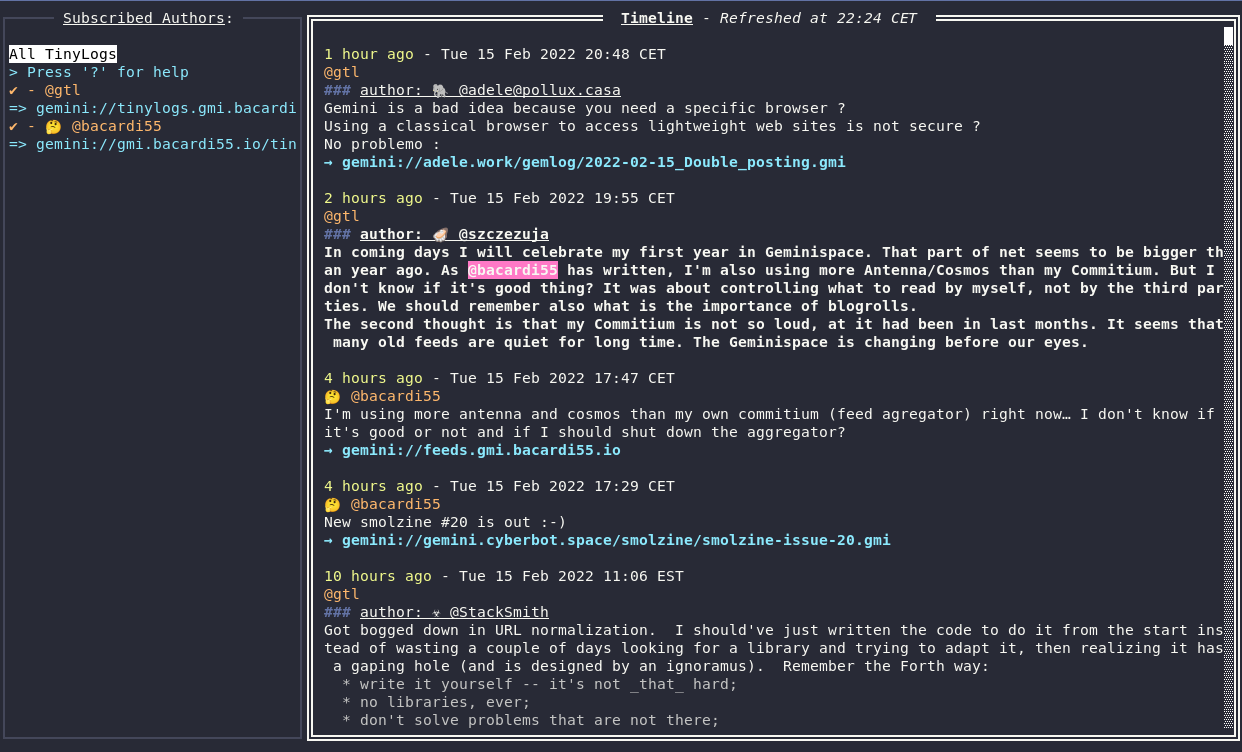 Subscribed Authors:
All TinyLogs
> Press '?' for help
✔ - @gtl
=> gemini://tinylogs.gmi.bacardi
✔ - 🤔 @bacardi55
=> gemini://gmi.bacardi55.io/tin
Timeline - Refreshed at 22:24 CET
1 hour ago - Tue 15 Feb 2022 20:48 CET
@gtl
### author: 🐘 @adele@pollux.casa
Gemini is a bad idea because you need a specific browser ?
Using a classical browser to access lightweight web sites is not secure ?
No problemo :
→ gemini://adele.work/gemlog/2022-02-15_Double_posting.gmi
2 hours ago - Tue 15 Feb 2022 19:55 CET
@gtl
### author: 🦪 @szczezuja
In coming days I will celebrate my first year in Geminispace. That part of net seems to be bigger th
an year ago. As @bacardi55 has written, I'm also using more Antenna/Cosmos than my Commitium. But I
don't know if it's good thing? It was about controlling what to read by myself, not by the third par
ties. We should remember also what is the importance of blogrolls.
The second thought is that my Commitium is not so loud, at it had been in last months. It seems that
many old feeds are quiet for long time. The Geminispace is changing before our eyes.
4 hours ago - Tue 15 Feb 2022 17:47 CET
🤔 @bacardi55
I'm using more antenna and cosmos than my own commitium (feed agregator) right now… I don't know if
it's good or not and if I should shut down the aggregator?
→ gemini://feeds.gmi.bacardi55.io
4 hours ago - Tue 15 Feb 2022 17:29 CET
🤔 @bacardi55
New smolzine #20 is out :-)
→ gemini://gemini.cyberbot.space/smolzine/smolzine-issue-20.gmi
10 hours ago - Tue 15 Feb 2022 11:06 EST
@gtl
### author: ☣ @StackSmith
Got bogged down in URL normalization.  I should've just written the code to do it from the start ins
tead of wasting a couple of days looking for a library and trying to adapt it, then realizing it has
a gaping hole (and is designed by an ignoramus).  Remember the Forth way:
* write it yourself -- it's not _that_ hard;
* no libraries, ever;
* don't solve problems that are not there;